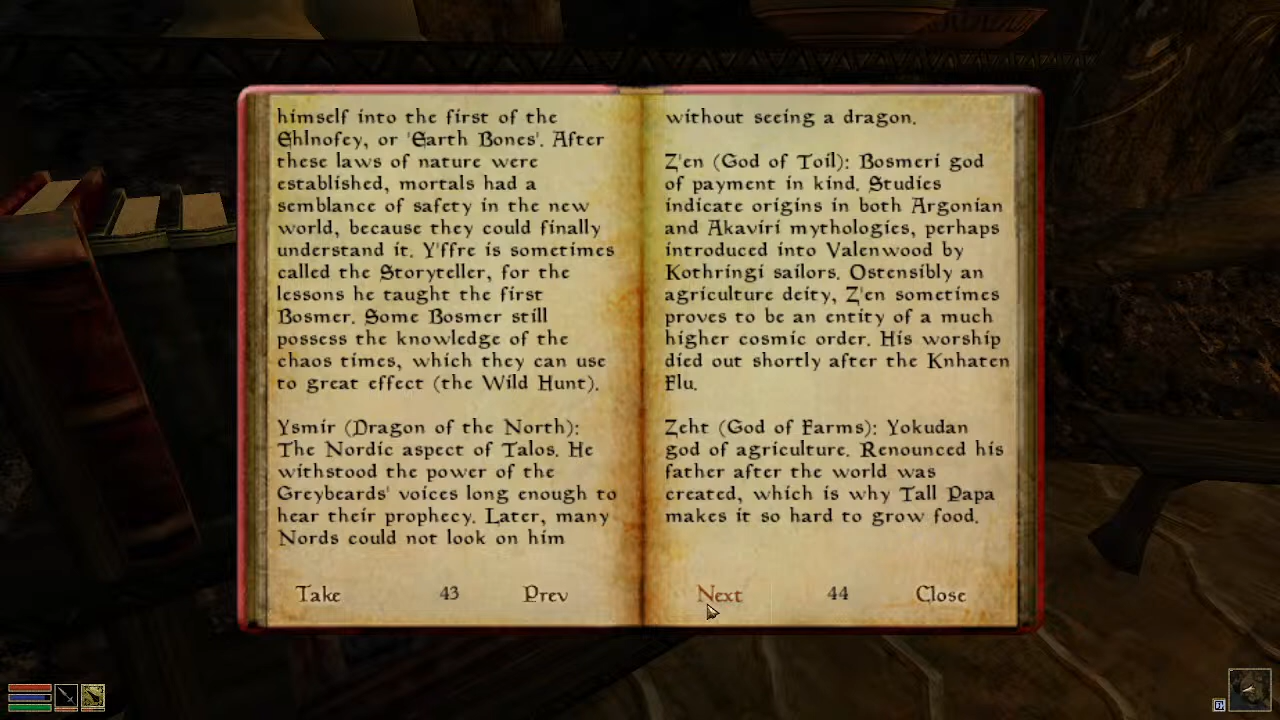 himself into the first of the
Ehlnofey, or 'Earth Bones'. After
these laws of nature were
established, mortals had a
semblance of safety in the new
world, because they could finally
understand it. Y'ffre is sometimes
called the Storyteller, for the
lessons he taught the first
Bosmer. Some Bosmer still
possess the knowledge of the
chaos times, which they can use
to great effect (the Wild Hunt).
Ysmir (Dragon of the North):
The Nordic aspect of Talos. He
withstood the power of the
Greybeards' voices long enough to
hear their prophecy. Later, many
Nords could not look on him
without seeing a dragon.
Z'en (God of Toil): Bosmeri god
of payment in kind. Studies
indicate origins in both Argonian
and Akaviri mythologies, perhaps
introduced into Valenwood by
Kothringi sailors. Ostensibly an
agriculture deity, Z'en sometimes
proves to be an entity of a much
higher cosmic order. His worship
died out shortly after the Knhaten
Flu.
Zeht (God of Farms): Yokudan
god of agriculture. Renounced his
father after the world was
created, which is why Tall Papa
makes it so hard to grow food.
Take 43 Prev Next 44 Close